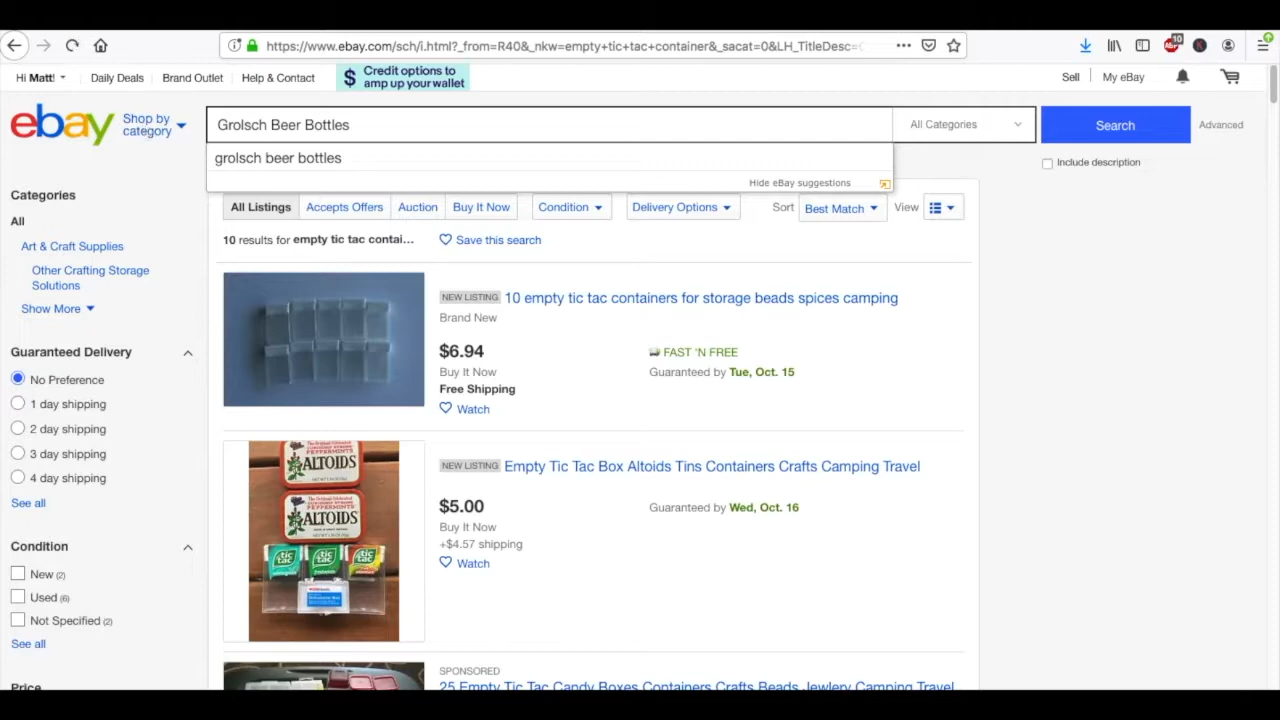 https://www.ebay.com/sch/i.html?_from=R40&_nkw=empty+tic+tac+container&_sacat=0&LH_TitleDesc=
10
Hi Matt!
Daily Deals
Brand Outlet
Help & Contact
$ Credit options to
amp up your wallet
Sell
My eBay
ebay
Shop by
category
Grolsch Beer Bottles
All Categories
Search
Advanced
grolsch beer bottles
Hide eBay suggestions
Include description
Categories
All
Art & Craft Supplies
Other Crafting Storage
Solutions
Show More
Guaranteed Delivery
No Preference
1 day shipping
2 day shipping
3 day shipping
4 day shipping
See all
Condition
New (2)
Used (6)
Not Specified (2)
See all
Price
All Listings
Accepts Offers
Auction
Buy It Now
Condition
Delivery Options
Sort
Best Match
View
10 results for empty tic tac contai...
Save this search
NEW LISTING 10 empty tic tac containers for storage beads spices camping
Brand New
$6.94
Buy It Now
Free Shipping
Watch
FAST 'N FREE
Guaranteed by Tue, Oct. 15
ALTOIDS
ALTOIDS
tic tac
tic tac
tic tac
NEW LISTING Empty Tic Tac Box Altoids Tins Containers Crafts Camping Travel
$5.00
Buy It Now
+$4.57 shipping
Watch
Guaranteed by Wed, Oct. 16
SPONSORED
25 Empty Tic Tac Candy Boxes Containers Crafts Beads Jewlery Camping Travel